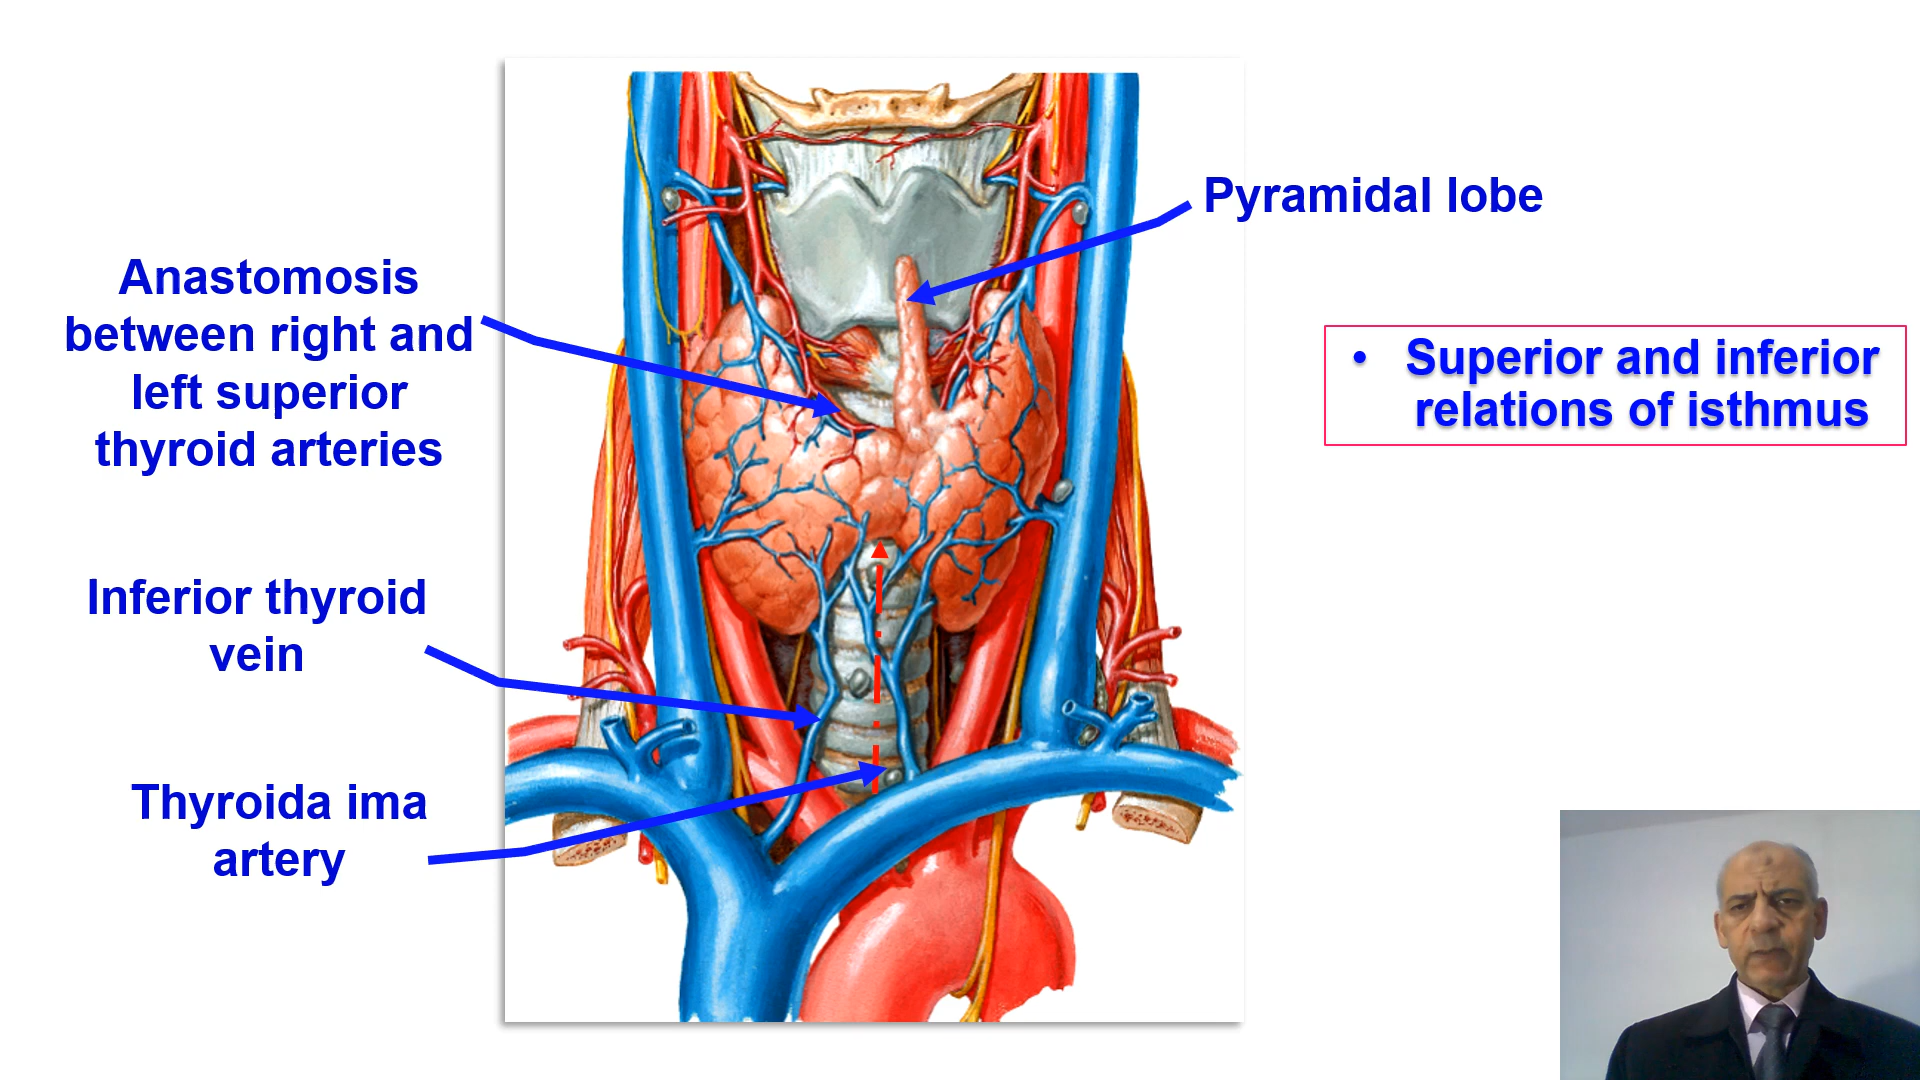 Pyramidal lobe
Anastomosis
between right and
left superior
thyroid arteries
• Superior and inferior
relations of isthmus
Inferior thyroid
vein
Thyroida ima
artery